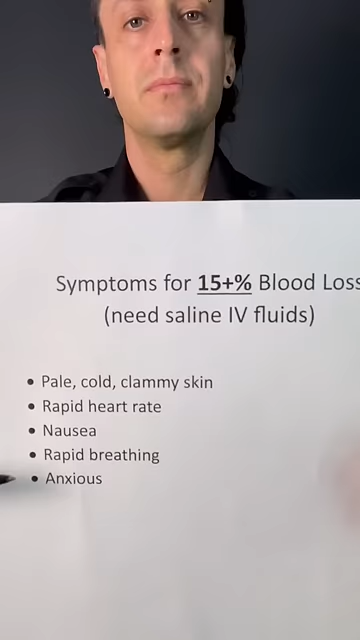 Symptoms for 15+% Blood Loss
(need saline IV fluids)
• Pale, cold, clammy skin
• Rapid heart rate
• Nausea
• Rapid breathing
• Anxious